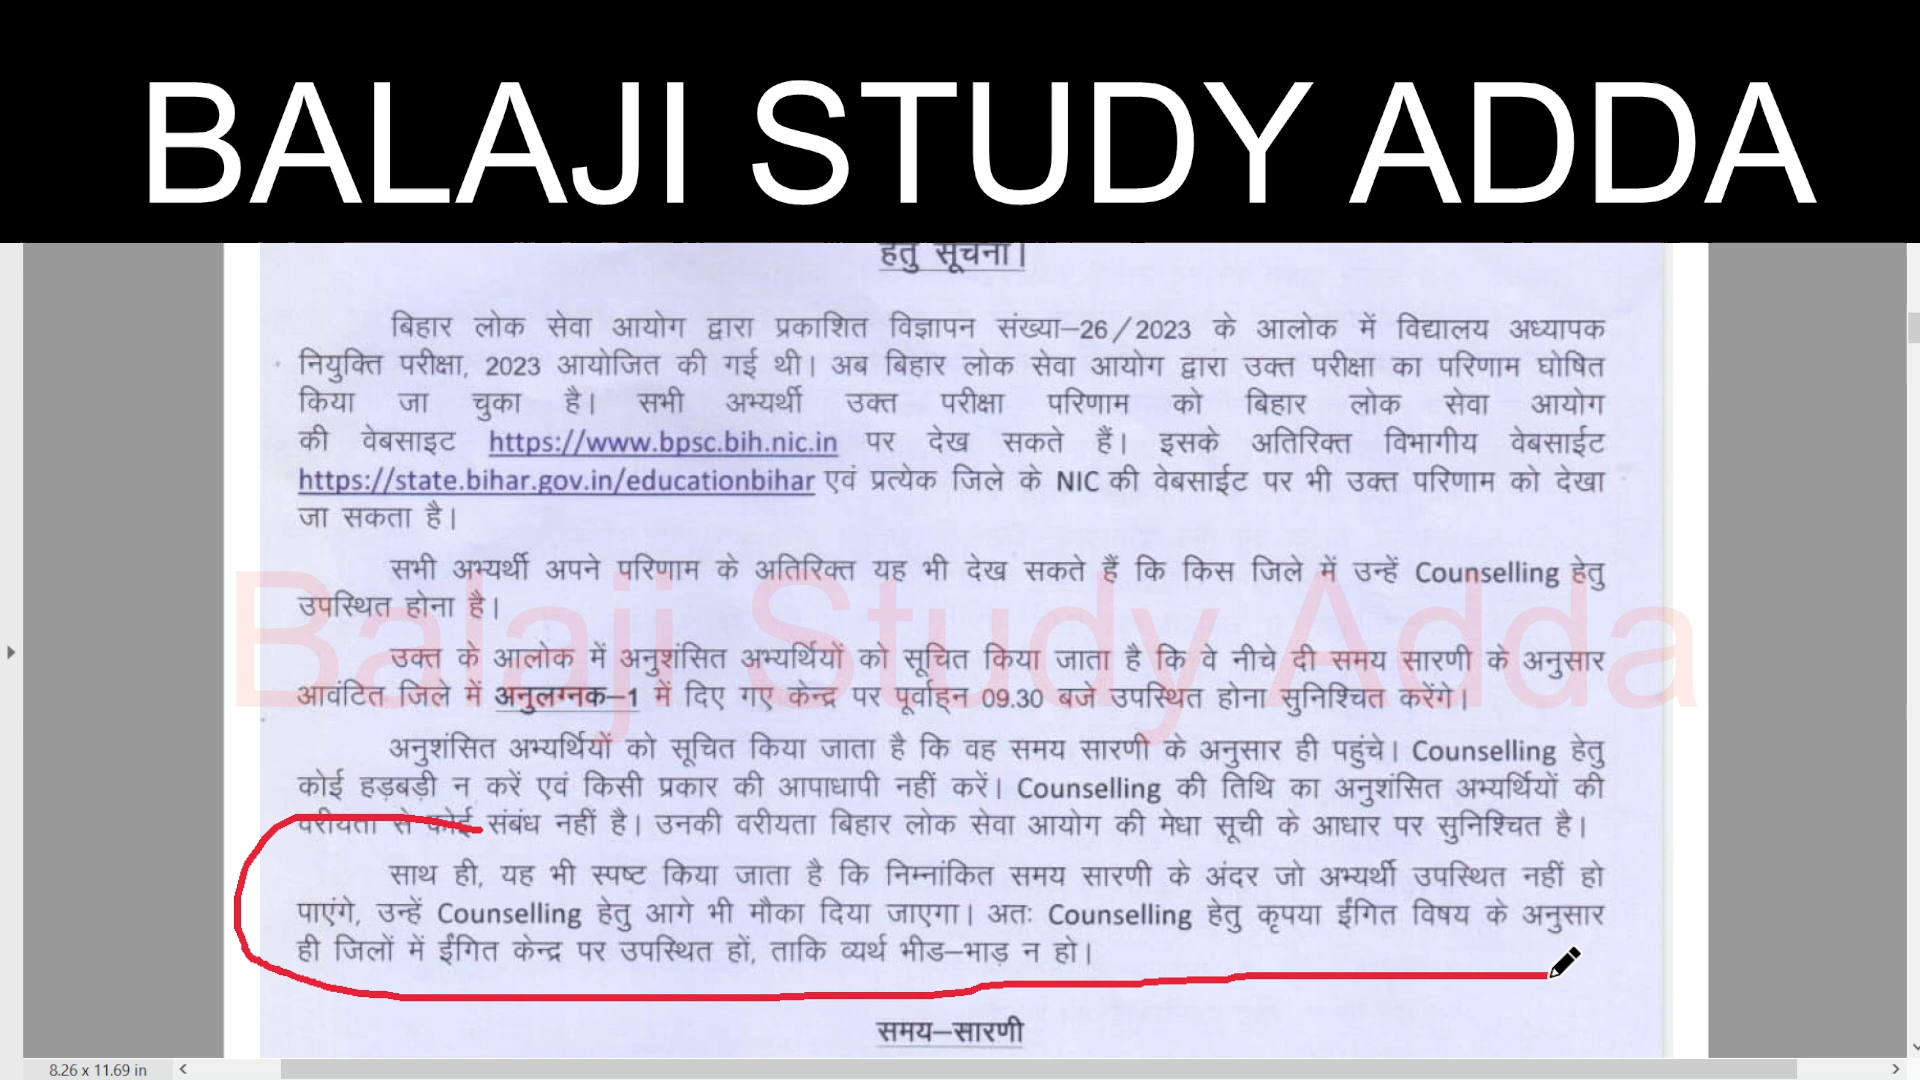 BALAJI STUDY ADDA
हेतु सूचना।
बिहार लोक सेवा आयोग द्वारा प्रकाशित विज्ञापन संख्या–26/2023 के आलोक में विद्यालय अध्यापक
नियुक्ति परीक्षा, 2023 आयोजित की गई थी। अब बिहार लोक सेवा आयोग द्वारा उक्त परीक्षा का परिणाम घोषित
किया जा चुका है। सभी अभ्यर्थी उक्त परीक्षा परिणाम को बिहार लोक सेवा आयोग
की वेबसाइट https://www.bpsc.bih.nic.in पर देख सकते हैं। इसके अतिरिक्त विभागीय वेबसाईट
https://state.bihar.gov.in/educationbihar एवं प्रत्येक जिले के NIC की वेबसाईट पर भी उक्त परिणाम को देखा
जा सकता है।
सभी अभ्यर्थी अपने परिणाम के अतिरिक्त यह भी देख सकते हैं कि किस जिले में उन्हें Counselling हेतु
उपस्थित होना है।
Balaji Study Adda
उक्त के आलोक में अनुशंसित अभ्यर्थियों को सूचित किया जाता है कि वे नीचे दी समय सारणी के अनुसार
आवंटित जिले में अनुलग्नक–1 में दिए गए केन्द्र पर पूर्वाह्न 09.30 बजे उपस्थित होना सुनिश्चित करेंगे।
अनुशंसित अभ्यर्थियों को सूचित किया जाता है कि वह समय सारणी के अनुसार ही पहुंचे। Counselling हेतु
कोई हड़बड़ी न करें एवं किसी प्रकार की आपाधापी नहीं करें। Counselling की तिथि का अनुशंसित अभ्यर्थियों की
वरीयता से कोई संबंध नहीं है। उनकी वरीयता बिहार लोक सेवा आयोग की मेधा सूची के आधार पर सुनिश्चित है।
साथ ही, यह भी स्पष्ट किया जाता है कि निम्नांकित समय सारणी के अंदर जो अभ्यर्थी उपस्थित नहीं हो
पाएंगे, उन्हें Counselling हेतु आगे भी मौका दिया जाएगा। अतः Counselling हेतु कृपया ईंगित विषय के अनुसार
ही जिलों में ईंगित केन्द्र पर उपस्थित हों, ताकि व्यर्थ भीड–भाड़ न हो।
समय–सारणी
8.26 x 11.69 in